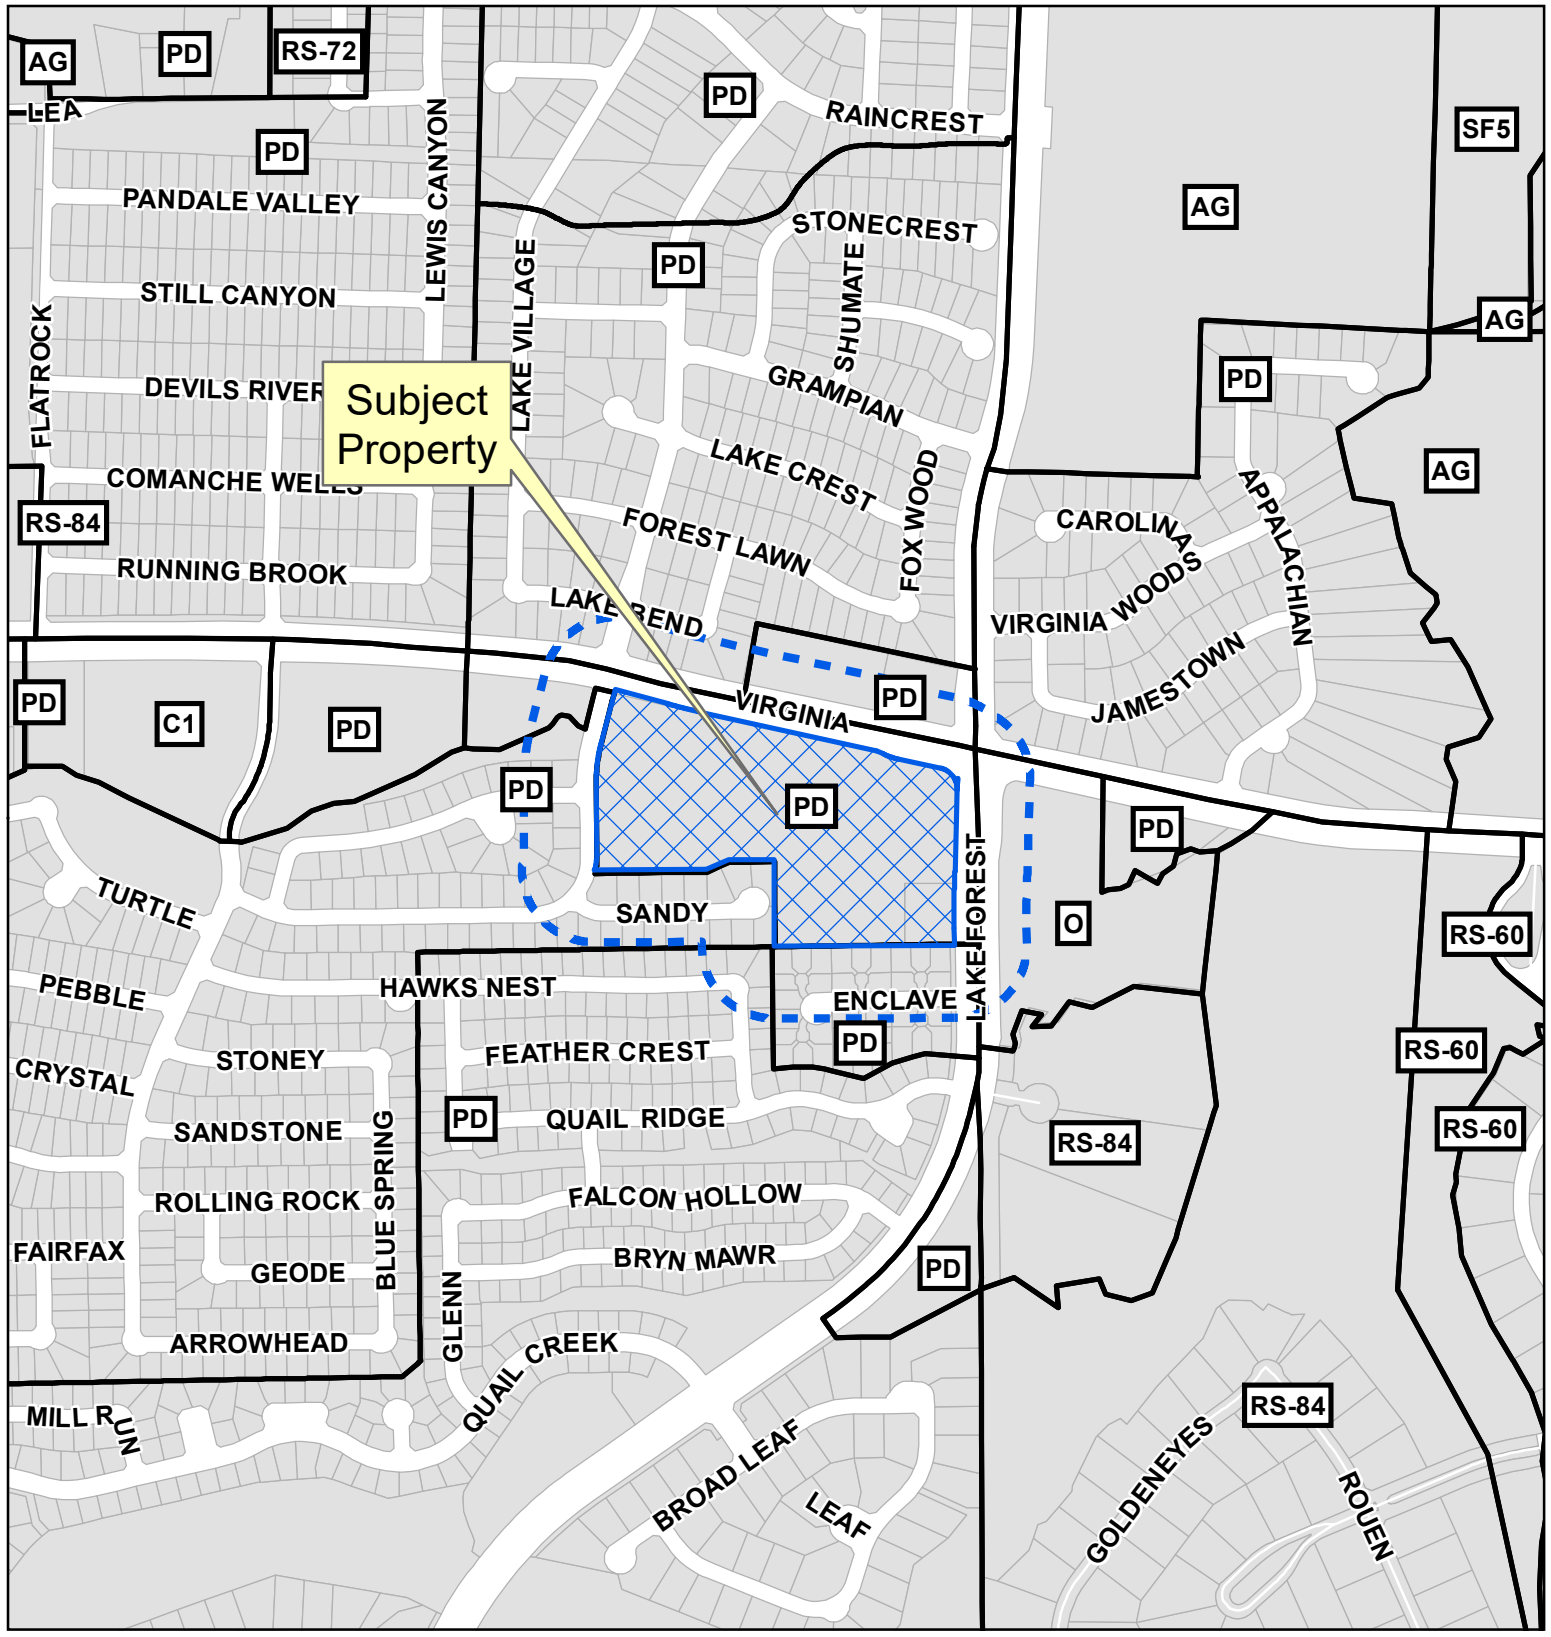 AG
PD
RS-72
LEA
PD
PD
RAINCREST
SF5
PANDALE VALLEY
LEWIS CANYON
AG
STONECREST
PD
STILL CANYON
LAKE VILLAGE
SHUMATE
AG
FLATROCK
DEVILS RIVER
GRAMPIAN
PD
Subject
Property
COMANCHE WELLS
LAKE CREST
AG
RS-84
FOREST LAWN
FOX WOOD
CAROLINAS
APPALACHIAN
RUNNING BROOK
LAKE BEND
VIRGINIA WOODS
JAMESTOWN
PD
C1
PD
PD
VIRGINIA
PD
PD
PD
TURTLE
SANDY
LAKE FOREST
O
RS-60
PEBBLE
HAWKS NEST
ENCLAVE
PD
CRYSTAL
STONEY
FEATHER CREST
RS-60
SANDSTONE
BLUE SPRING
PD
QUAIL RIDGE
RS-84
RS-60
ROLLING ROCK
FALCON HOLLOW
FAIRFAX
GEODE
BRYN MAWR
PD
ARROWHEAD
GLENN
QUAIL CREEK
MILL RUN
BROAD LEAF
LEAF
RS-84
GOLDENEYES
ROUEN